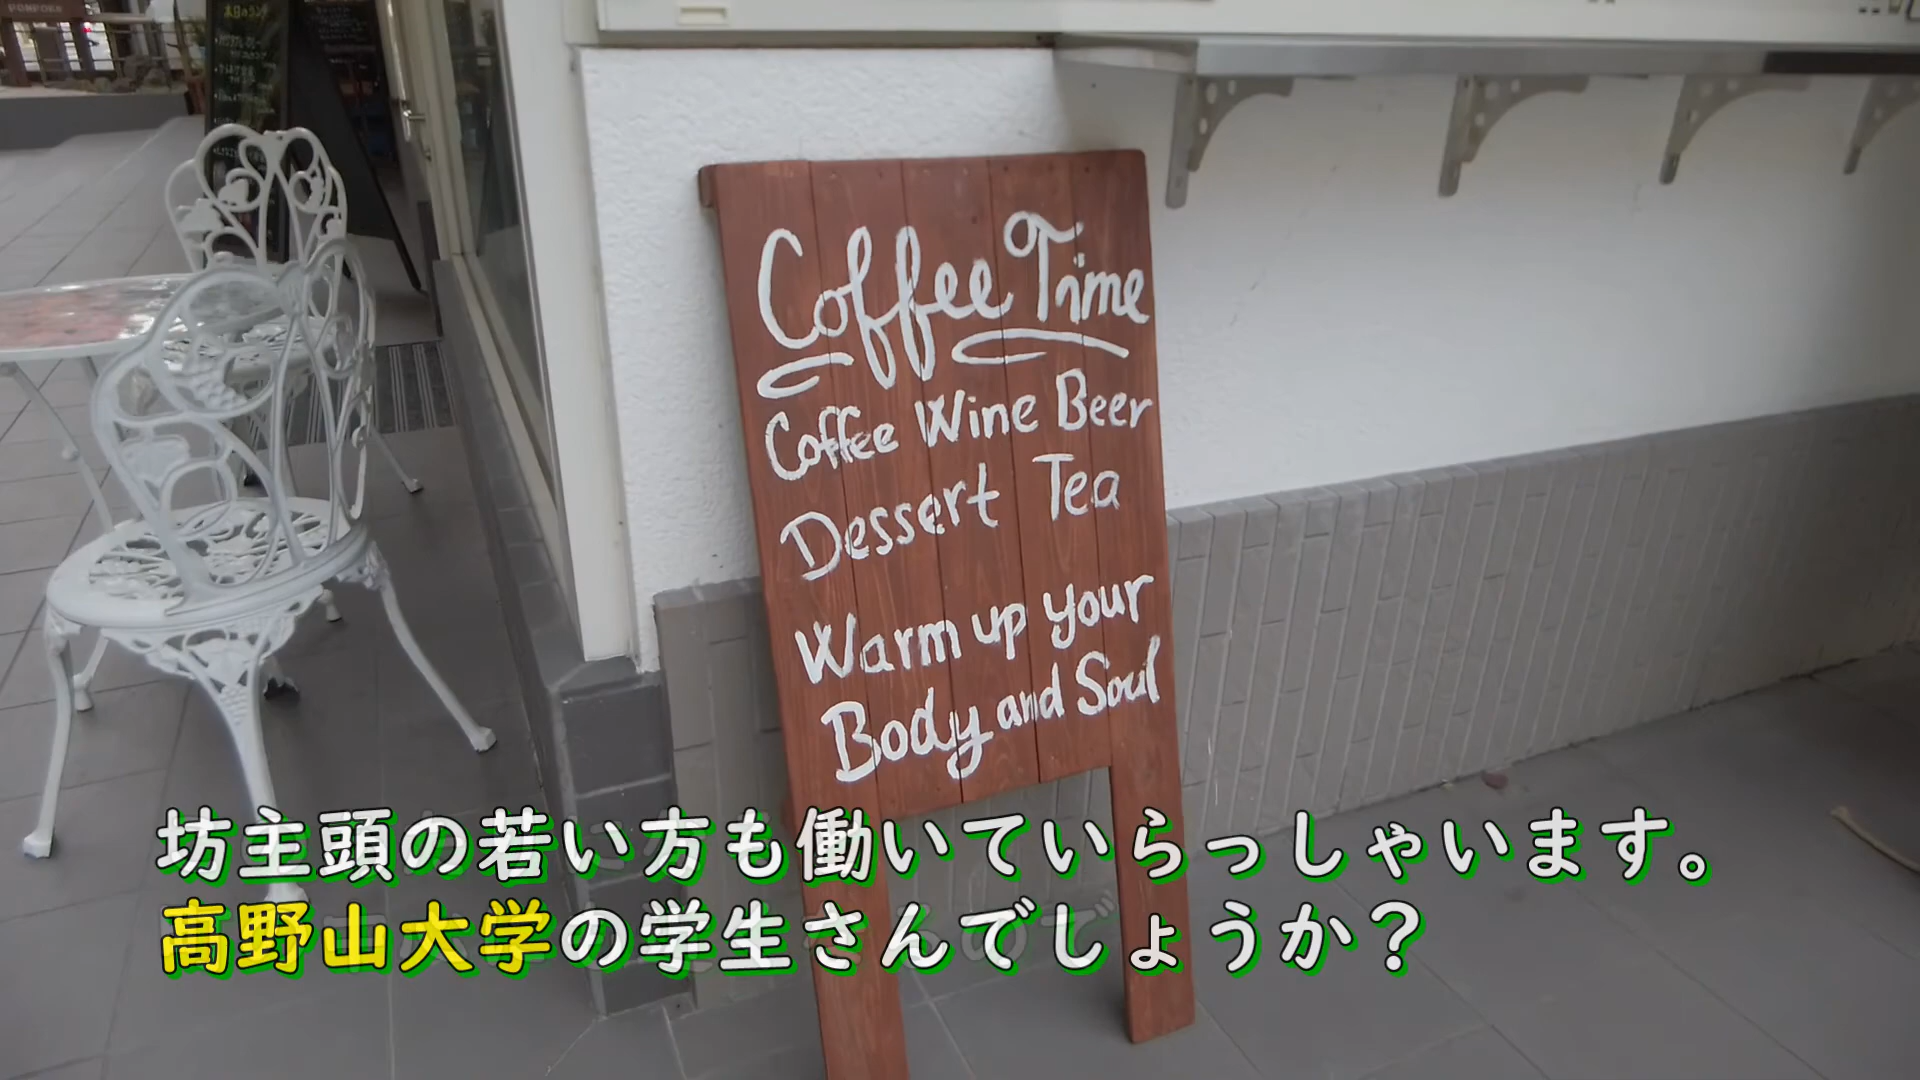 Coffee Time
Coffee Wine Beer
Dessert Tea
Warm up your
Body and Soul
坊主頭の若い方も働いていらっしゃいます。
高野山大学の学生さんでしょうか？